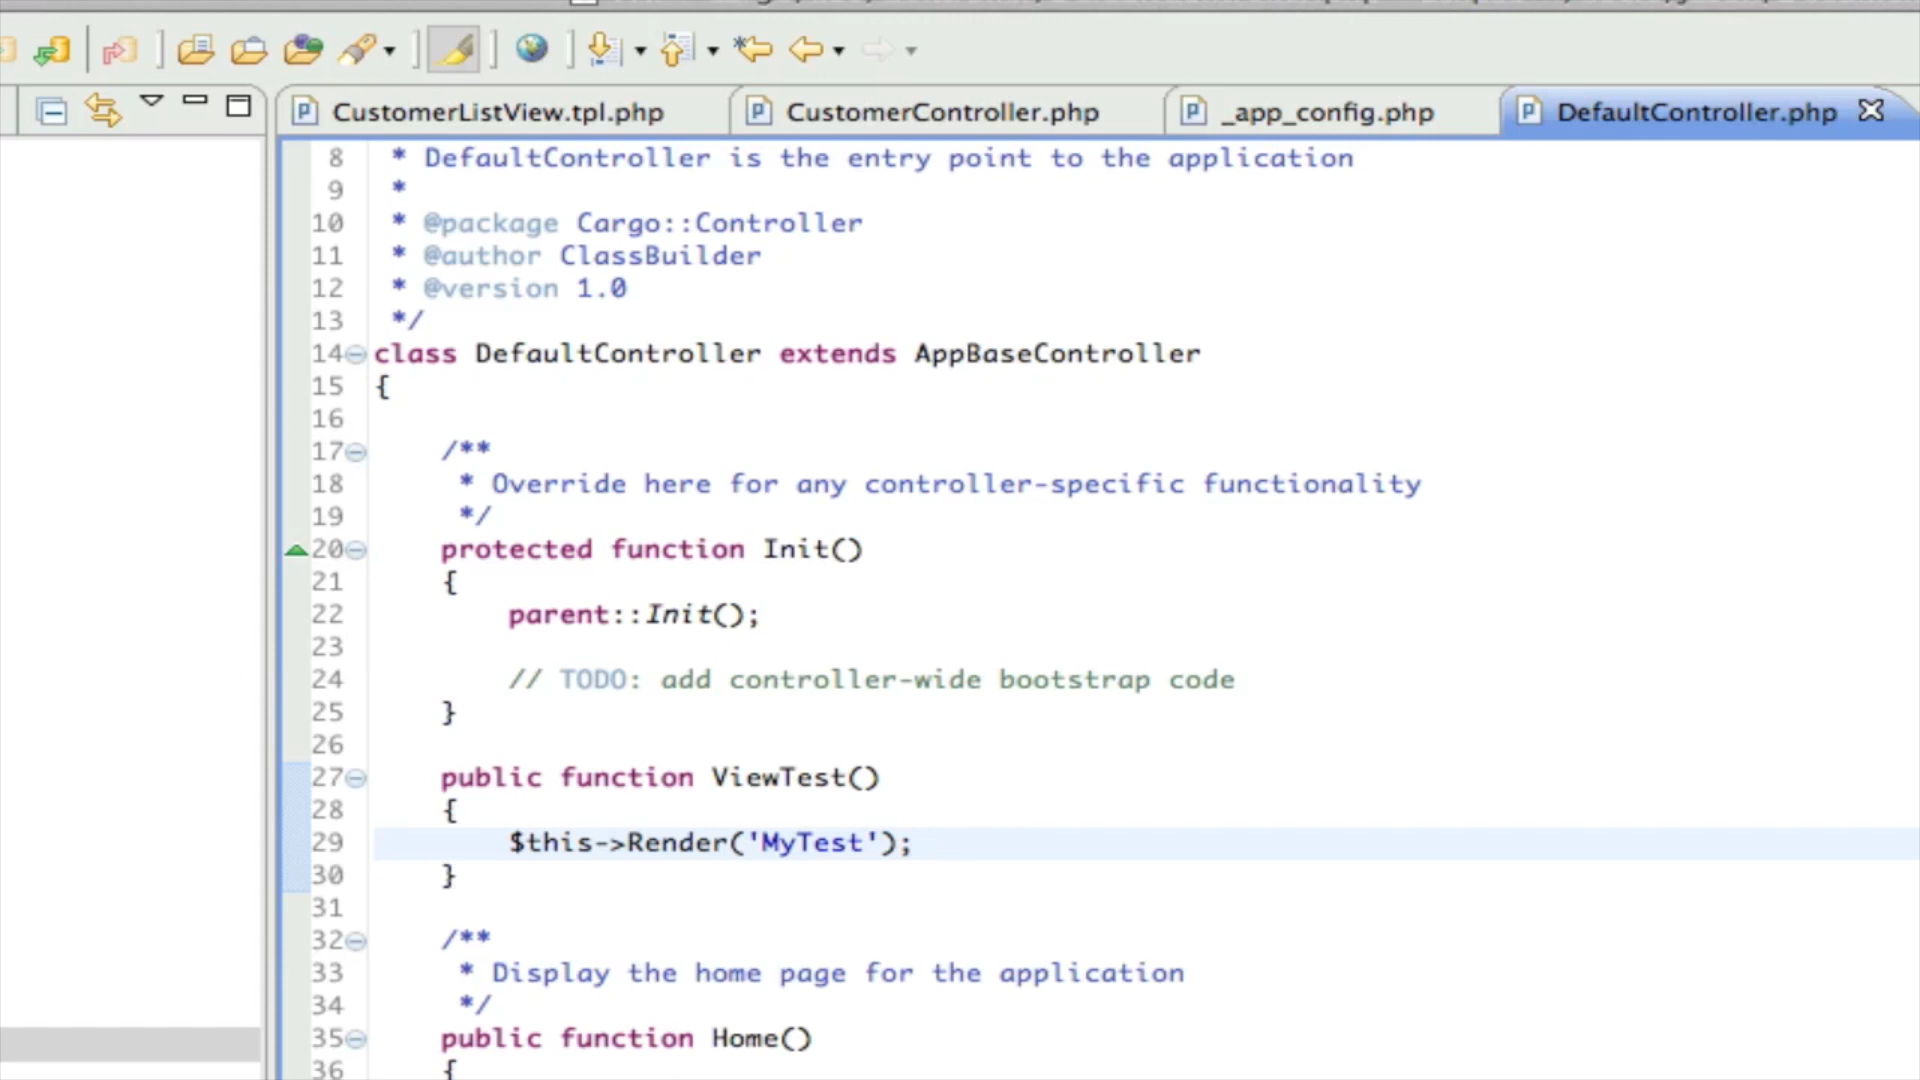 CustomerListView.tpl.php
CustomerController.php
_app_config.php
DefaultController.php
8 * DefaultController is the entry point to the application
9 *
10 * @package Cargo::Controller
11 * @author ClassBuilder
12 * @version 1.0
13 */
14 class DefaultController extends AppBaseController
15 {
16
17 /**
18 * Override here for any controller-specific functionality
19 */
20 protected function Init()
21 {
22 parent::Init();
23
24 // TODO: add controller-wide bootstrap code
25 }
26
27 public function ViewTest()
28 {
29 $this->Render('MyTest');
30 }
31
32 /**
33 * Display the home page for the application
34 */
35 public function Home()
36 {